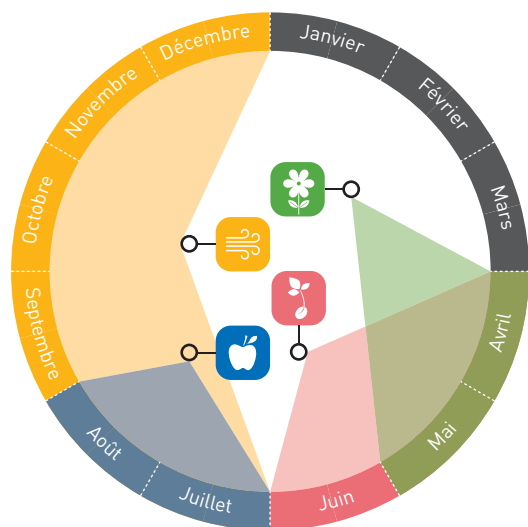 Janvier
Février
Mars
Avril
Mai
Juin
Juillet
Août
Septembre
Octobre
Novembre
Décembre